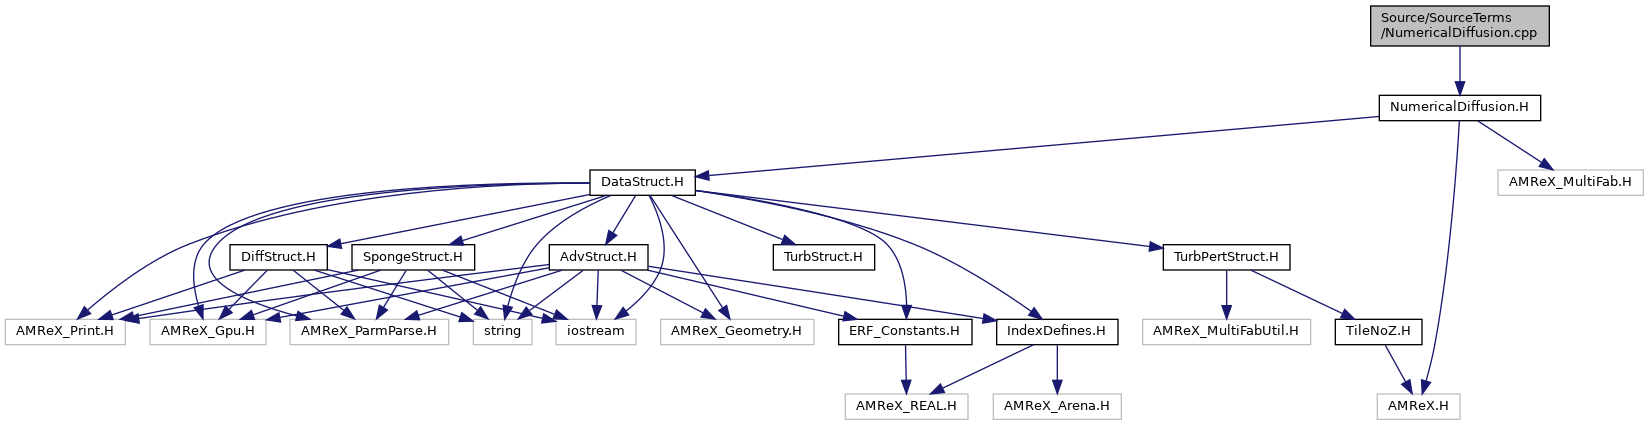 Source/SourceTerms
/NumericalDiffusion.cpp
NumericalDiffusion.H
DataStruct.H
AMReX_MultiFab.H
DiffStruct.H
SpongeStruct.H
AdvStruct.H
TurbStruct.H
TurbPertStruct.H
AMReX_Print.H
AMReX_Gpu.H
AMReX_ParmParse.H
string
iostream
AMReX_Geometry.H
ERF_Constants.H
IndexDefines.H
AMReX_MultiFabUtil.H
TileNoZ.H
AMReX_REAL.H
AMReX_Arena.H
AMReX.H